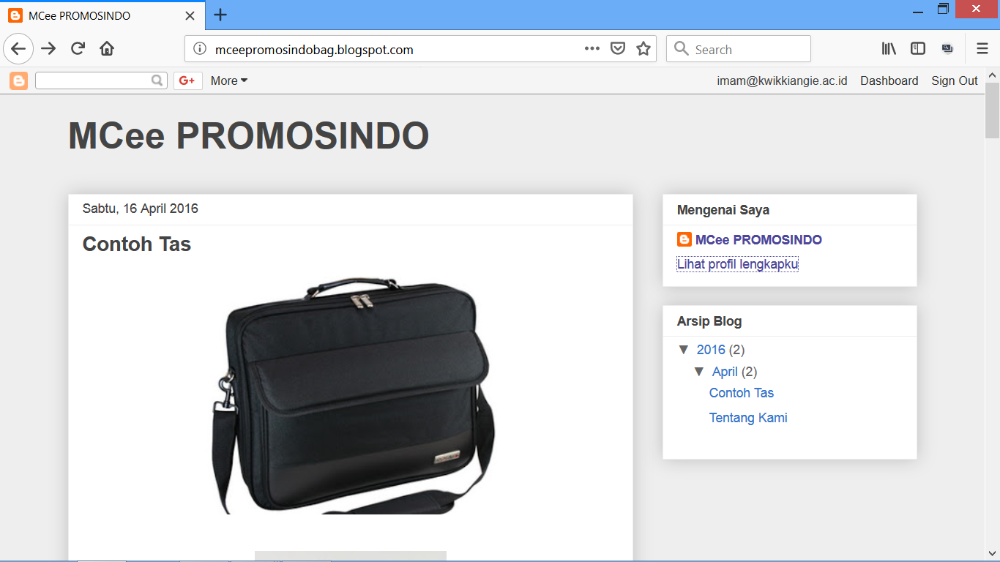 MCee PROMOSINDO
mceepromosindobag.blogspot.com
Search
G+
More
imam@kwikkiangie.ac.id
Dashboard
Sign Out
MCee PROMOSINDO
Sabtu, 16 April 2016
Contoh Tas
Mengenai Saya
MCee PROMOSINDO
Lihat profil lengkapku
Arsip Blog
▼ 2016 (2)
▼ April (2)
Contoh Tas
Tentang Kami